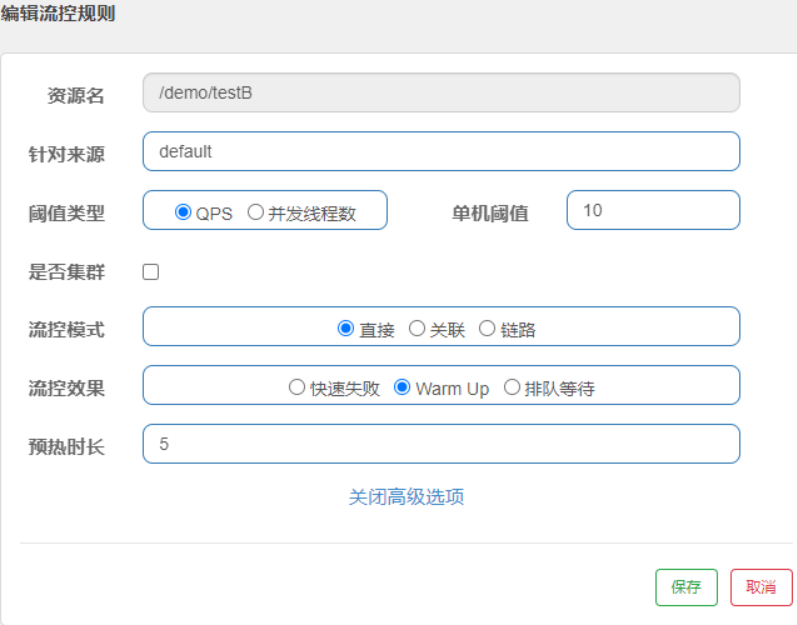 编辑流控规则
资源名 /demo/testB
针对来源 default
阈值类型 QPS 并发线程数 单机阈值 10
是否集群
流控模式 直接 关联 链路
流控效果 快速失败 Warm Up 排队等待
预热时长 5
关闭高级选项
保存 取消